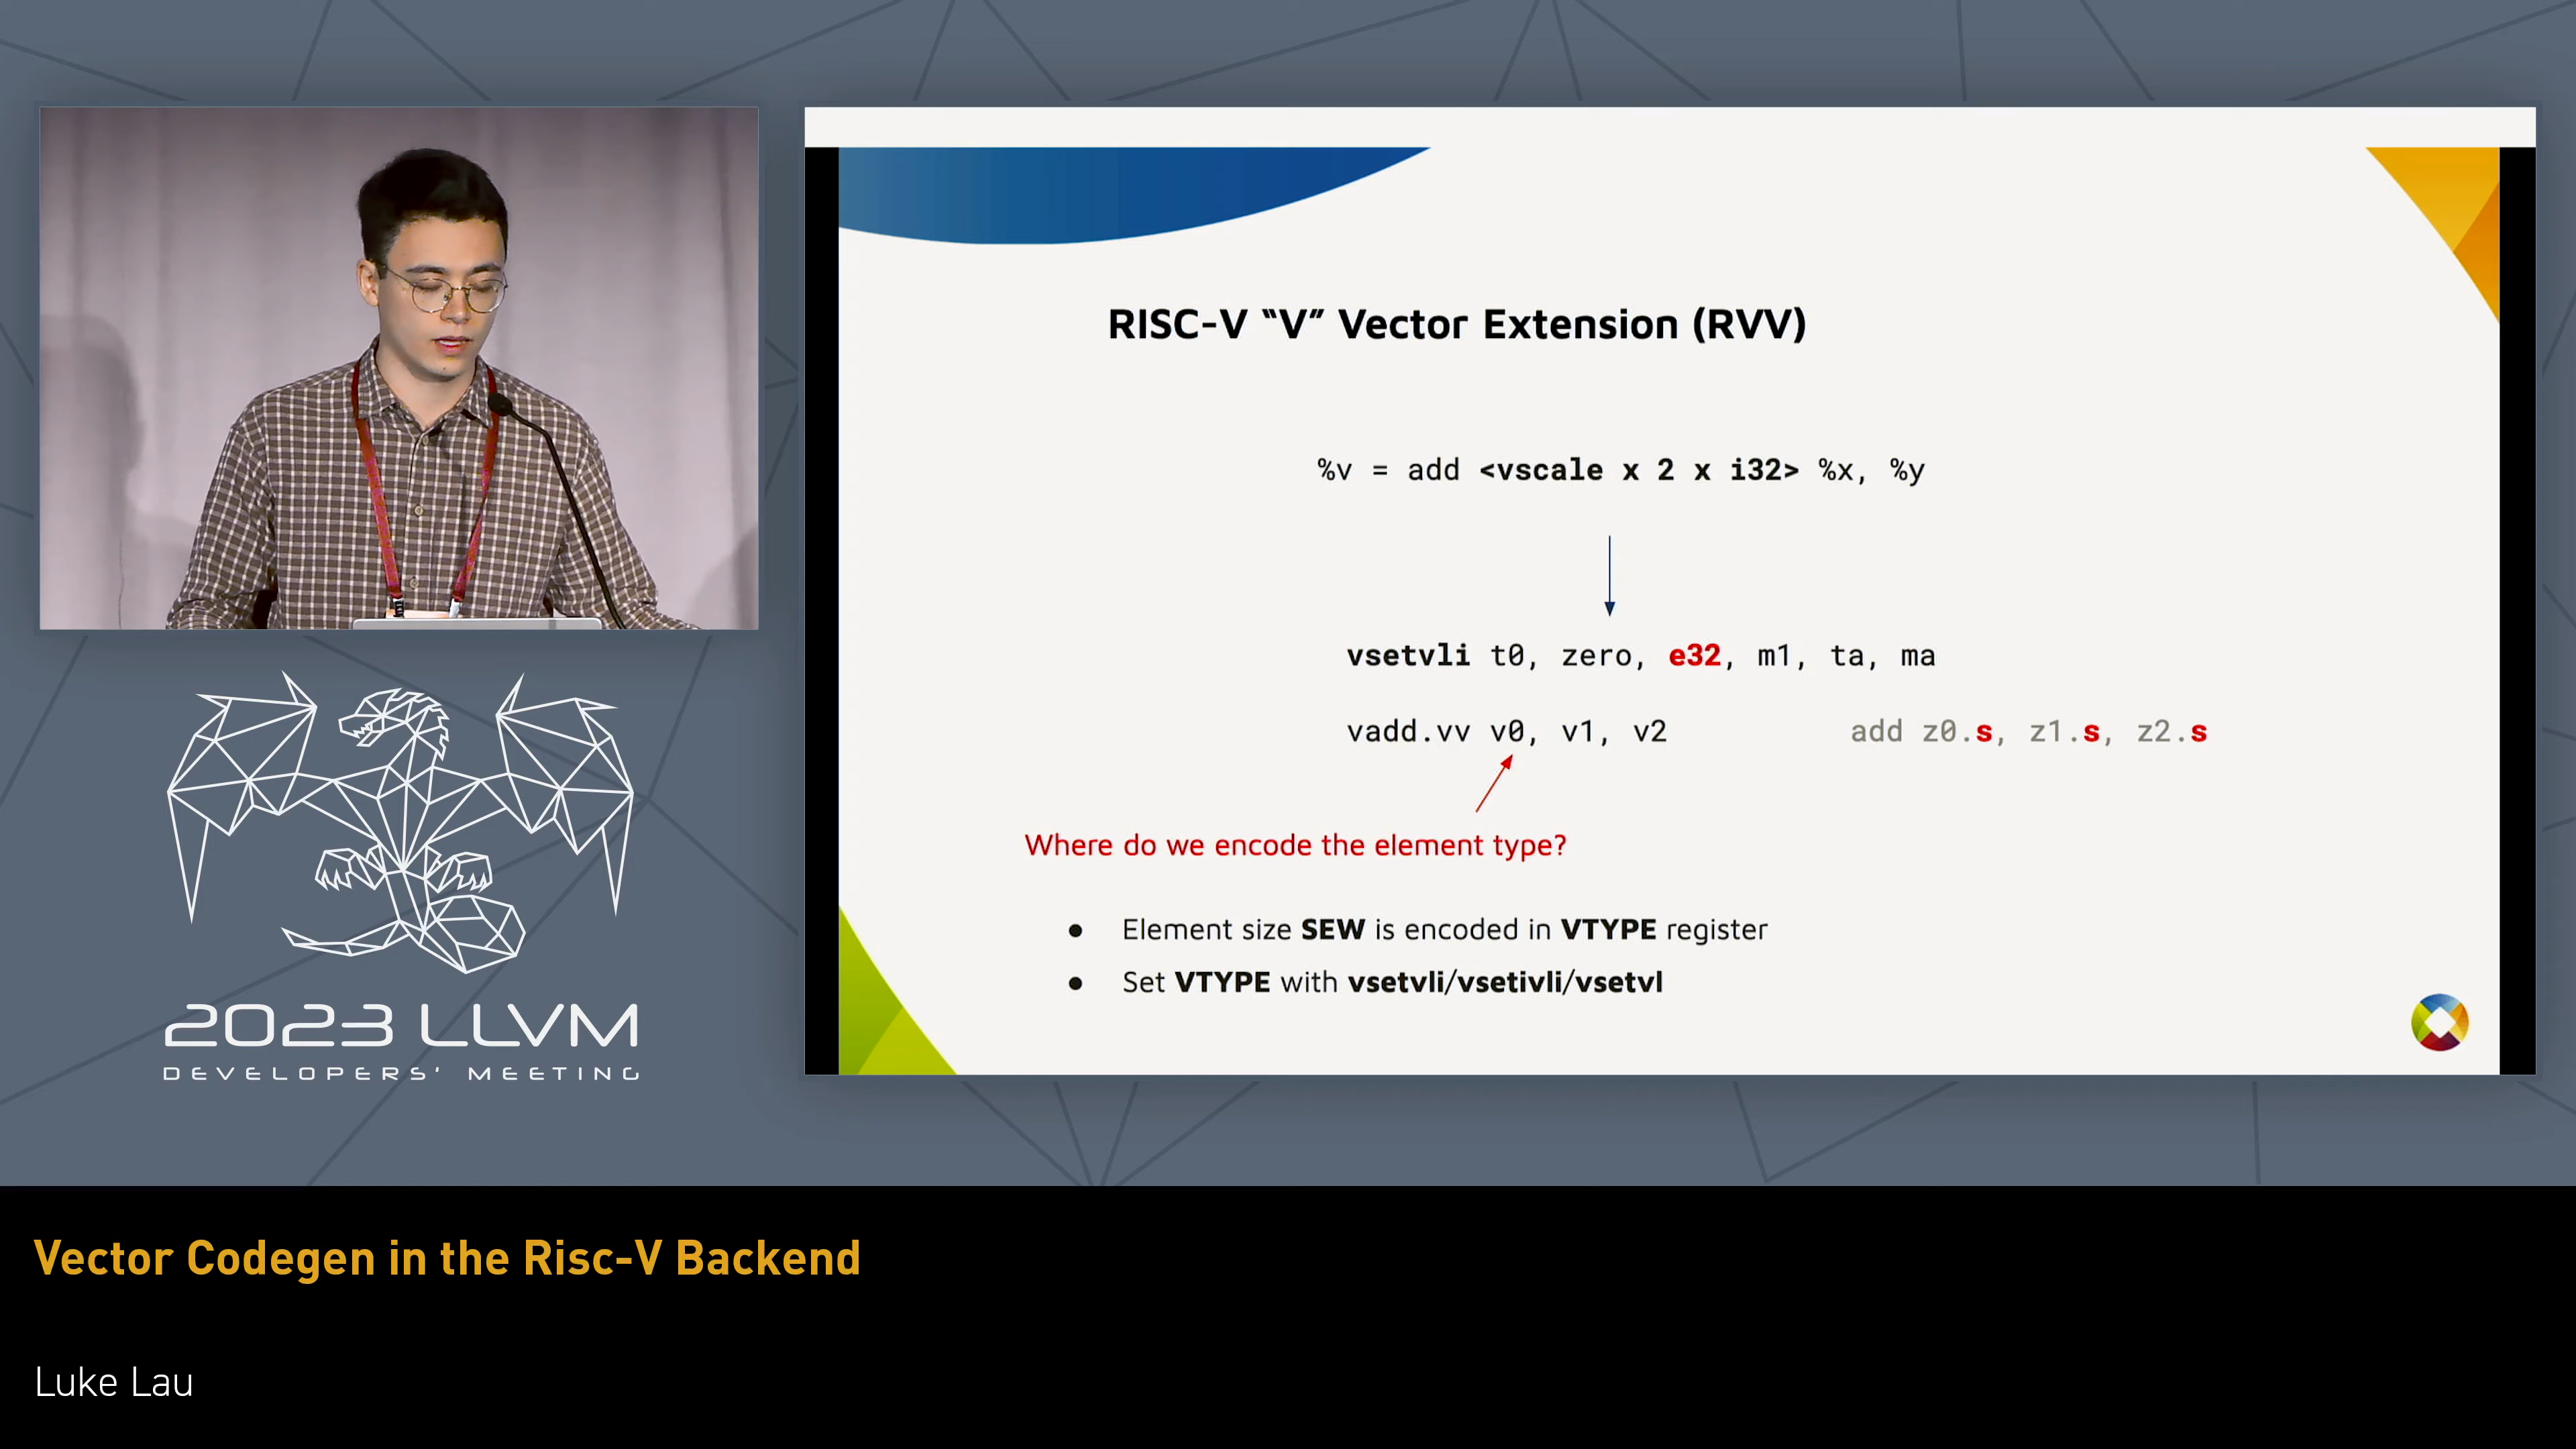 RISC-V “V” Vector Extension (RVV)
%v = add <vscale x 2 x i32> %x, %y
vsetvli t0, zero, e32, m1, ta, ma
vadd.vv v0, v1, v2
add z0.s, z1.s, z2.s
Where do we encode the element type?
● Element size SEW is encoded in VTYPE register
● Set VTYPE with vsetvli/vsetivli/vsetvl
2023 LLVM
DEVELOPERS' MEETING
Vector Codegen in the Risc-V Backend
Luke Lau